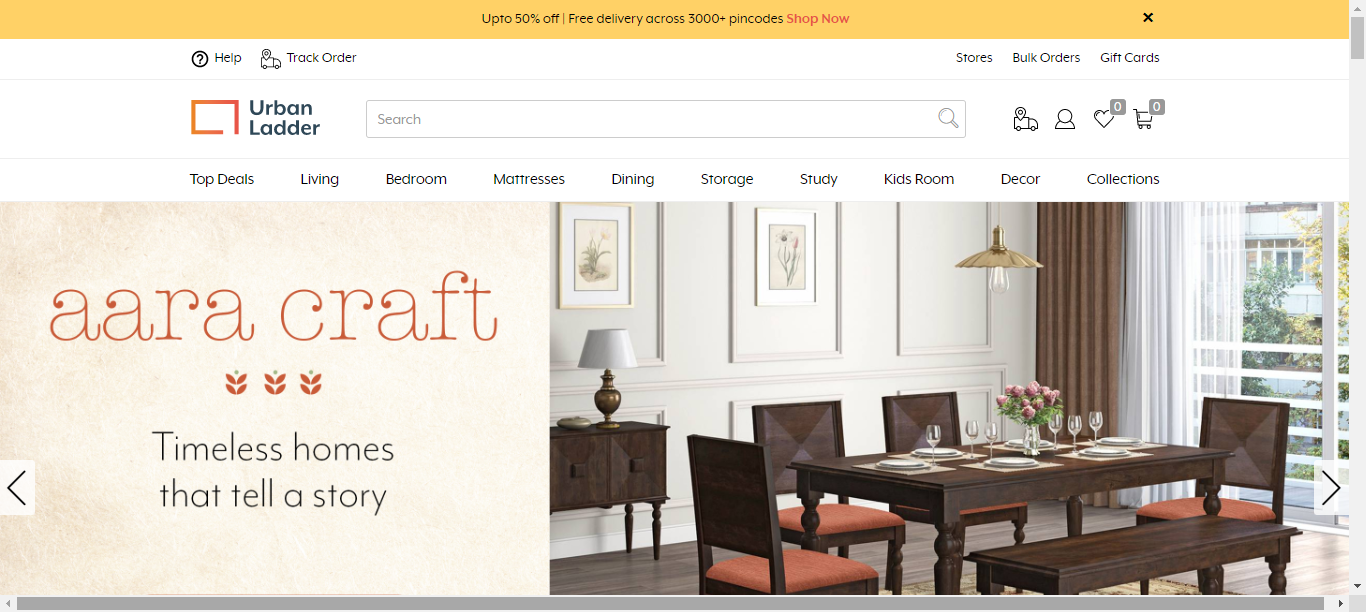 Upto 50% off | Free delivery across 3000+ pincodes Shop Now
Help Track Order Stores Bulk Orders Gift Cards
Urban
Ladder
Search
0 0
Top Deals Living Bedroom Mattresses Dining Storage Study Kids Room Decor Collections
aara craft
Timeless homes
that tell a story